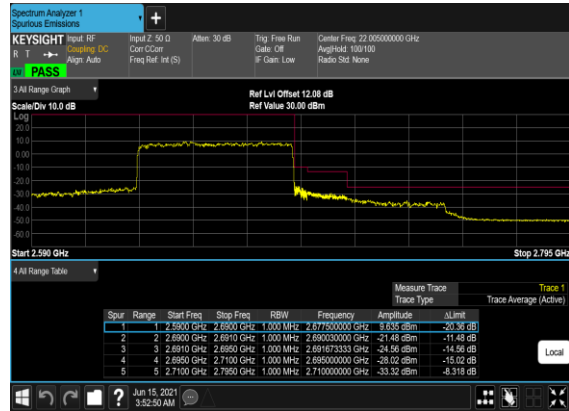 Spectrum Analyzer 1
Spurious Emissions
KEYSIGHT Input: RF Input Z: 50 Ω Atten: 30 dB Trig: Free Run Center Freq: 22.005000000 GHz
R T Coupling: DC Corr CCorr Gate: Off Avg|Hold: 100/100
Align: Auto Freq Ref: Int (S) IF Gain: Low Radio Std: None
PASS
3 All Range Graph
Ref Lvl Offset 12.08 dB
Scale/Div 10.0 dB Ref Value 30.00 dBm
Log
20.0
10.0
0.00
-10.0
-20.0
-30.0
-40.0
-50.0
-60.0
Start 2.590 GHz Stop 2.795 GHz
4 All Range Table
Measure Trace Trace 1
Trace Type Trace Average (Active)
Spur Range Start Freq Stop Freq RBW Frequency Amplitude ΔLimit
1 1 2.5900 GHz 2.6900 GHz 1.000 MHz 2.677500000 GHz 9.635 dBm -20.36 dB
2 2 2.6900 GHz 2.6910 GHz 1.000 MHz 2.690030000 GHz -21.48 dBm -11.48 dB
3 3 2.6910 GHz 2.6950 GHz 1.000 MHz 2.691673333 GHz -24.56 dBm -14.56 dB
4 4 2.6950 GHz 2.7100 GHz 1.000 MHz 2.695000000 GHz -28.02 dBm -15.02 dB
5 5 2.7100 GHz 2.7950 GHz 1.000 MHz 2.710000000 GHz -33.32 dBm -8.318 dB
Local
Jun 15, 2021
3:52:50 AM